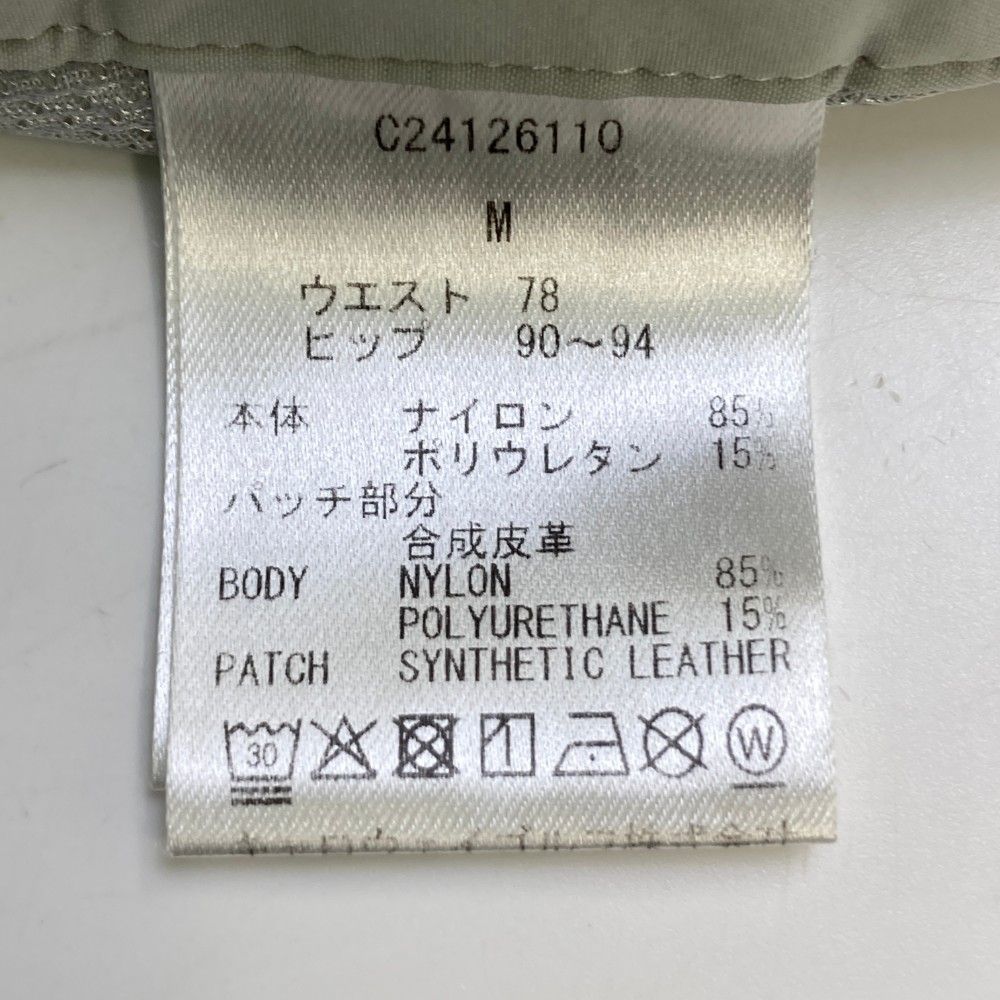 C24126110
M
ウエスト 78
ヒップ 90～94
本体 ナイロン 85%
ポリウレタン 15%
パッチ部分
合成皮革
BODY NYLON 85%
POLYURETHANE 15%
PATCH SYNTHETIC LEATHER
30
1
W